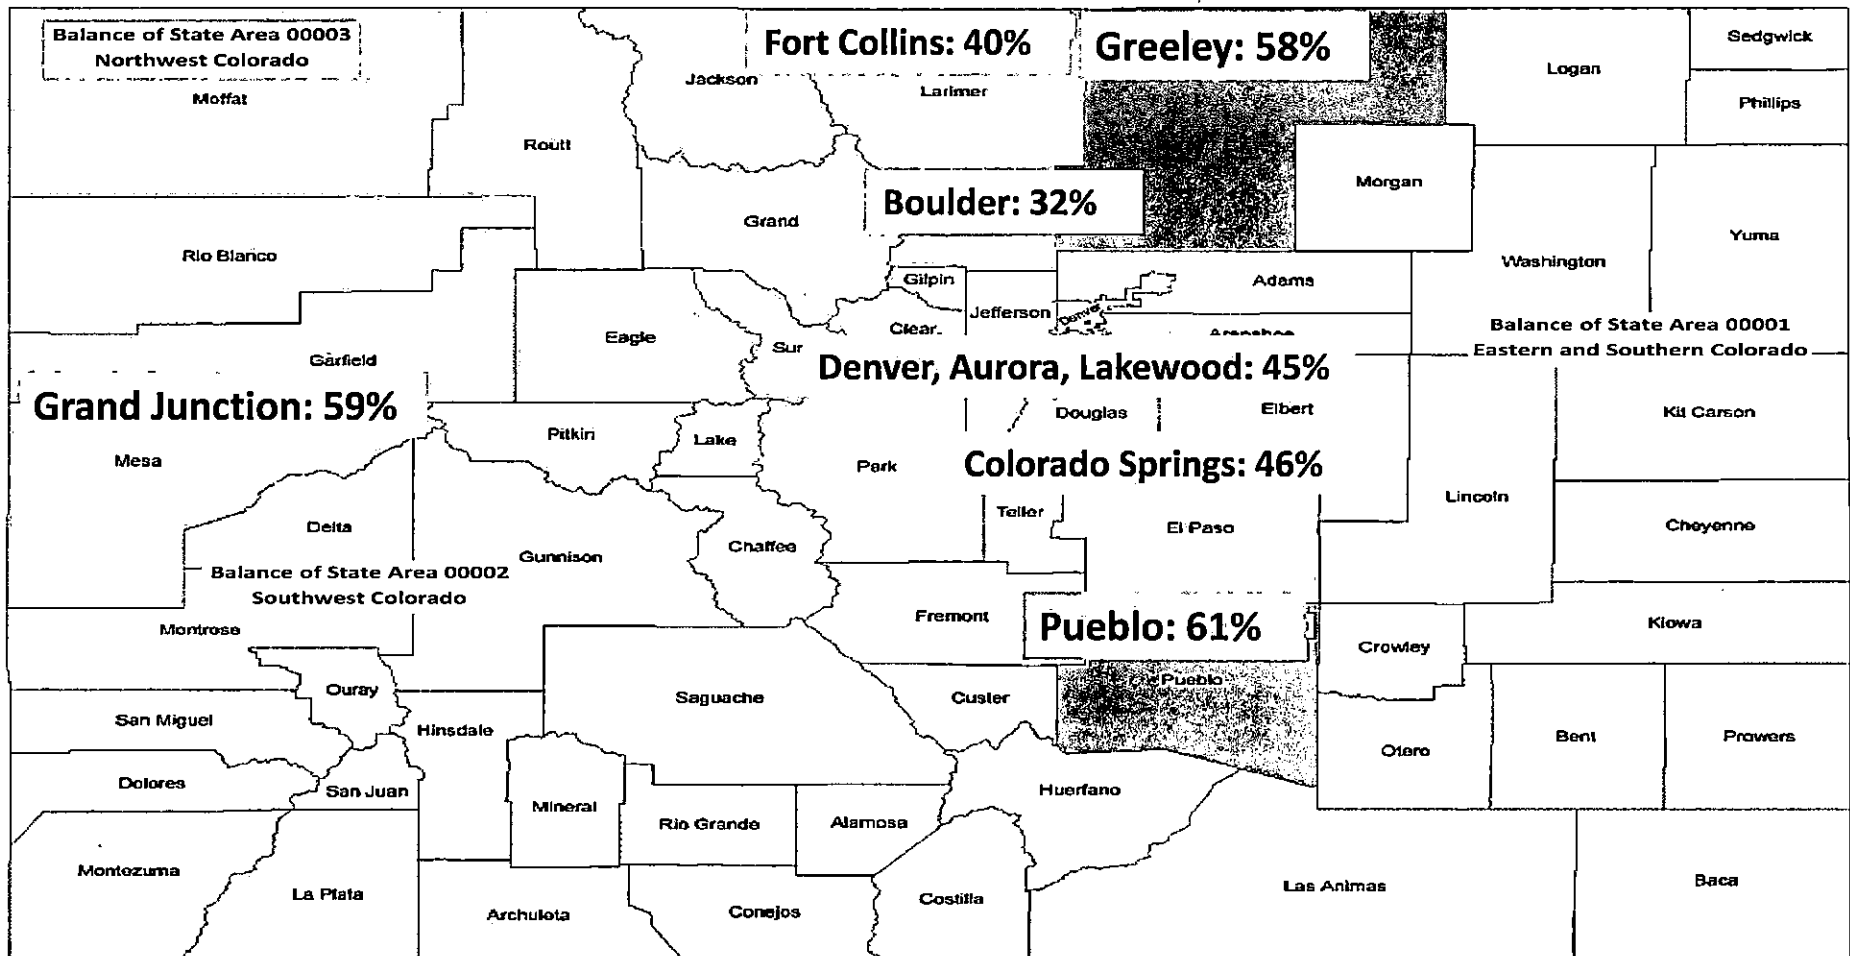 Balance of State Area 00003
Northwest Colorado
Moffat
Routt
Jackson
Fort Collins: 40%
Larimer
Greeley: 58%
Logan
Sedgwick
Phillips
Morgan
Boulder: 32%
Grand
Rio Blanco
Gilpin
Jefferson
Clear
Denver
Adams
Washington
Yuma
Balance of State Area 00001
Eastern and Southern Colorado
Garfield
Eagle
Denver, Aurora, Lakewood: 45%
Grand Junction: 59%
Mesa
Pitkin
Lake
Park
Douglas
Elbert
Kit Carson
Colorado Springs: 46%
Delta
Gunnison
Chaffee
Teller
El Paso
Lincoln
Cheyenne
Balance of State Area 00002
Southwest Colorado
Montrose
Fremont
Pueblo: 61%
Crowley
Kiowa
Ouray
San Miguel
Hinsdale
Saguache
Custer
Pueblo
Otero
Bent
Prowers
Dolores
San Juan
Mineral
Rio Grande
Alamosa
Huerfano
Montezuma
La Plata
Archuleta
Conejos
Costilla
Las Animas
Baca